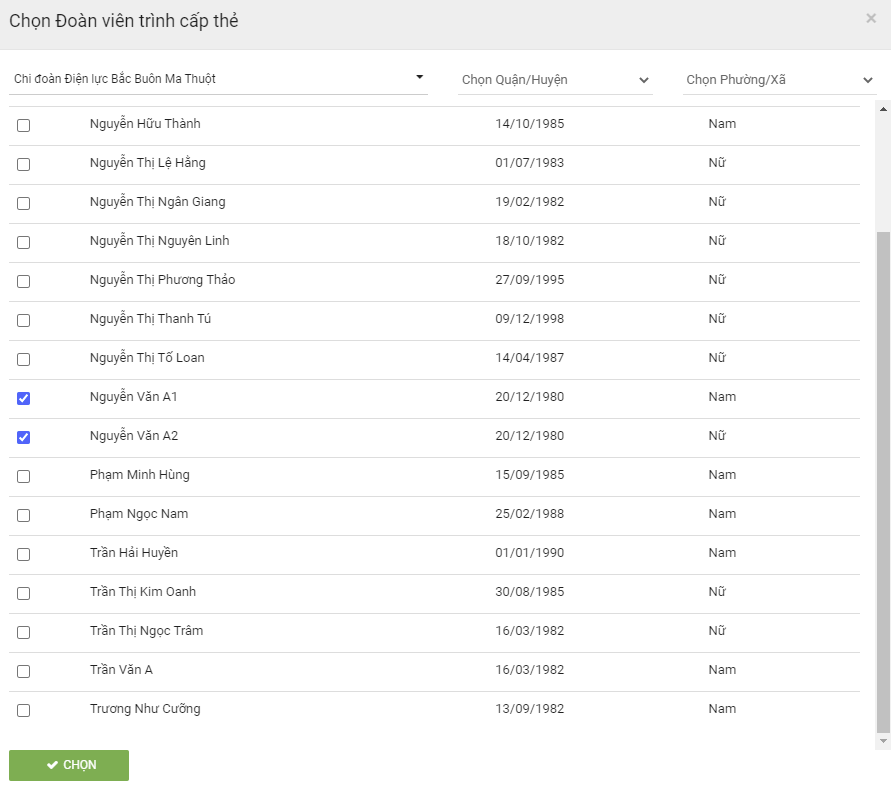 Chọn Đoàn viên trình cấp thẻ ×
Chi đoàn Điện lực Bắc Buôn Ma Thuột Chọn Quận/Huyện Chọn Phường/Xã
Nguyễn Hữu Thành 14/10/1985 Nam
Nguyễn Thị Lệ Hằng 01/07/1983 Nữ
Nguyễn Thị Ngân Giang 19/02/1982 Nữ
Nguyễn Thị Nguyên Linh 18/10/1982 Nữ
Nguyễn Thị Phương Thảo 27/09/1995 Nữ
Nguyễn Thị Thanh Tú 09/12/1998 Nữ
Nguyễn Thị Tố Loan 14/04/1987 Nữ
Nguyễn Văn A1 20/12/1980 Nam
Nguyễn Văn A2 20/12/1980 Nữ
Phạm Minh Hùng 15/09/1985 Nam
Phạm Ngọc Nam 25/02/1988 Nam
Trần Hải Huyền 01/01/1990 Nam
Trần Thị Kim Oanh 30/08/1985 Nữ
Trần Thị Ngọc Trâm 16/03/1982 Nữ
Trần Văn A 16/03/1982 Nam
Trương Như Cưỡng 13/09/1982 Nam
CHỌN